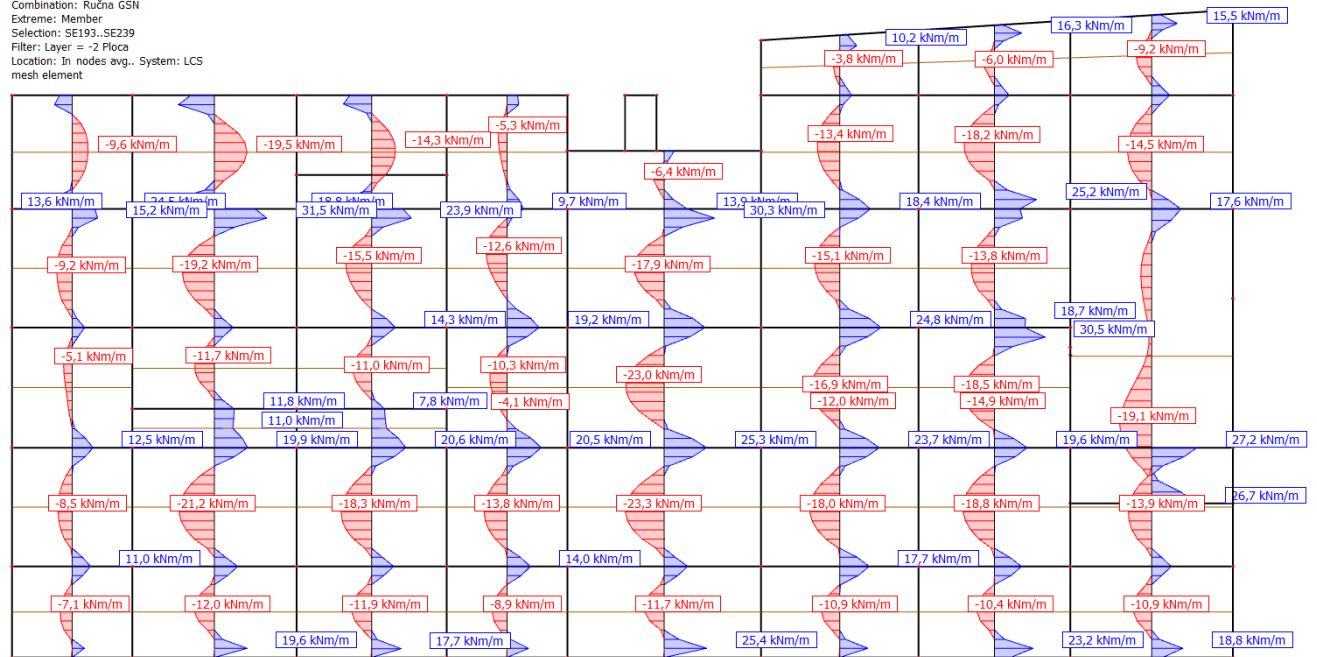 Combination: Ručna GSN
Extreme: Member
Selection: SE193..SE239
Filter: Layer = -2 Ploca
Location: In nodes avg.. System: LCS
mesh element
15,5 kNm/m
16,3 kNm/m
10,2 kNm/m
-9,2 kNm/m
-3,8 kNm/m
-6,0 kNm/m
-5,3 kNm/m
-13,4 kNm/m
-18,2 kNm/m
-14,3 kNm/m
-9,6 kNm/m
-19,5 kNm/m
-14,5 kNm/m
-6,4 kNm/m
25,2 kNm/m
13,6 kNm/m
24,5 kNm/m
18,8 kNm/m
9,7 kNm/m
13,9 kNm/m
18,4 kNm/m
17,6 kNm/m
15,2 kNm/m
31,5 kNm/m
23,9 kNm/m
30,3 kNm/m
-12,6 kNm/m
-15,5 kNm/m
-15,1 kNm/m
-13,8 kNm/m
-9,2 kNm/m
-19,2 kNm/m
-17,9 kNm/m
18,7 kNm/m
14,3 kNm/m
19,2 kNm/m
24,8 kNm/m
30,5 kNm/m
-5,1 kNm/m
-11,7 kNm/m
-11,0 kNm/m
-10,3 kNm/m
-23,0 kNm/m
-16,9 kNm/m
-18,5 kNm/m
11,8 kNm/m
7,8 kNm/m
-4,1 kNm/m
-12,0 kNm/m
-14,9 kNm/m
11,0 kNm/m
-19,1 kNm/m
12,5 kNm/m
19,9 kNm/m
20,6 kNm/m
20,5 kNm/m
25,3 kNm/m
23,7 kNm/m
19,6 kNm/m
27,2 kNm/m
26,7 kNm/m
-8,5 kNm/m
-21,2 kNm/m
-18,3 kNm/m
-13,8 kNm/m
-23,3 kNm/m
-18,0 kNm/m
-18,8 kNm/m
-13,9 kNm/m
11,0 kNm/m
14,0 kNm/m
17,7 kNm/m
-7,1 kNm/m
-12,0 kNm/m
-11,9 kNm/m
-8,9 kNm/m
-11,7 kNm/m
-10,9 kNm/m
-10,4 kNm/m
-10,9 kNm/m
19,6 kNm/m
17,7 kNm/m
25,4 kNm/m
23,2 kNm/m
18,8 kNm/m